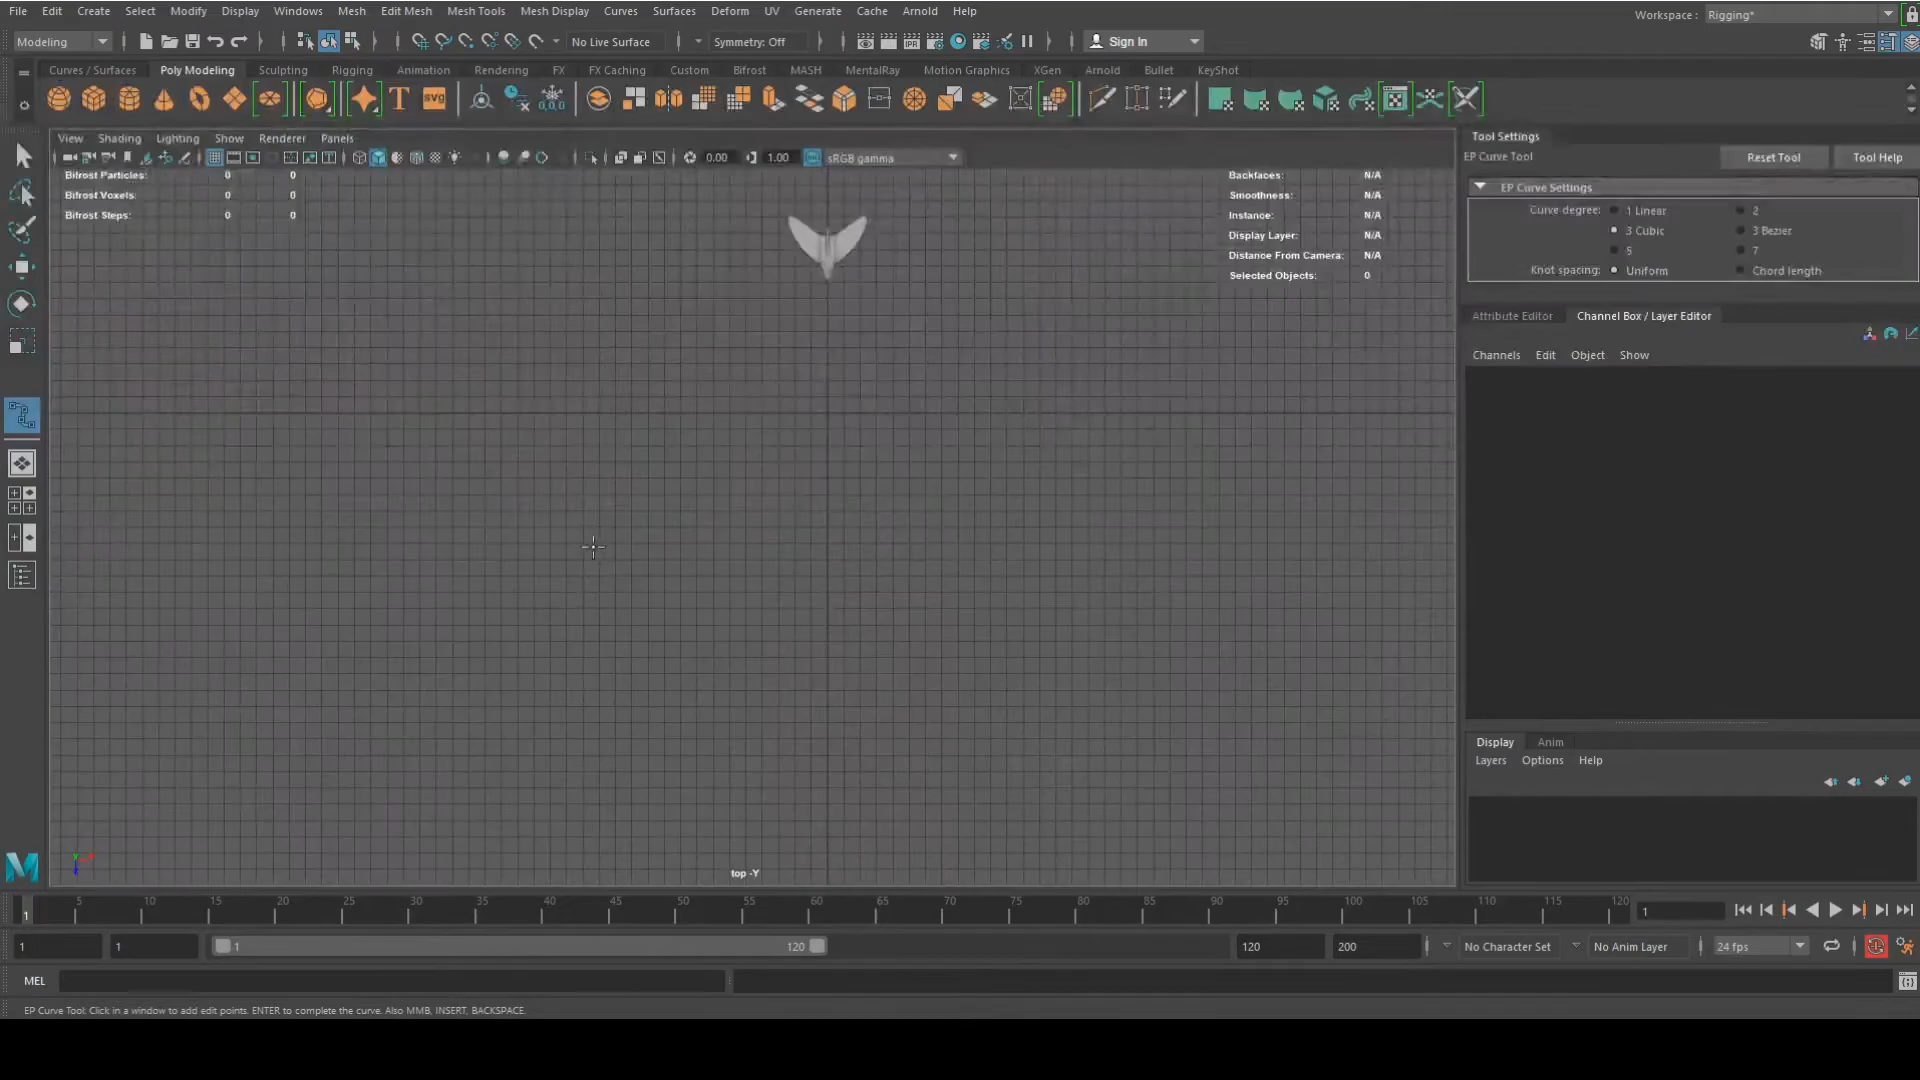 File Edit Create Select Modify Display Windows Mesh Edit Mesh Mesh Tools Mesh Display Curves Surfaces Deform UV Generate Cache Arnold Help
Workspace : Rigging*
Modeling No Live Surface Symmetry: Off Sign In
Curves / Surfaces Poly Modeling Sculpting Rigging Animation Rendering FX FX Caching Custom Bifrost MASH MentalRay Motion Graphics XGen Arnold Bullet KeyShot
IPR T svg 0,0,0
View Shading Lighting Show Renderer Panels
0.00 1.00 sRGB gamma
Bifrost Particles: 0 0
Bifrost Voxels: 0 0
Bifrost Steps: 0 0
Backfaces: N/A
Smoothness: N/A
Instance: N/A
Display Layer: N/A
Distance From Camera: N/A
Selected Objects: 0
top -Y
Tool Settings
EP Curve Tool Reset Tool Tool Help
EP Curve Settings
Curve degree: 1 Linear 2
3 Cubic 3 Bezier
5 7
Knot spacing: Uniform Chord length
Attribute Editor Channel Box / Layer Editor
Channels Edit Object Show
Display Anim
Layers Options Help
1 5 10 15 20 25 30 35 40 45 50 55 60 65 70 75 80 85 90 95 100 105 110 115 120 1
1 1 1 120 120 200 No Character Set No Anim Layer 24 fps
MEL
EP Curve Tool: Click in a window to add edit points. ENTER to complete the curve. Also MMB, INSERT, BACKSPACE.